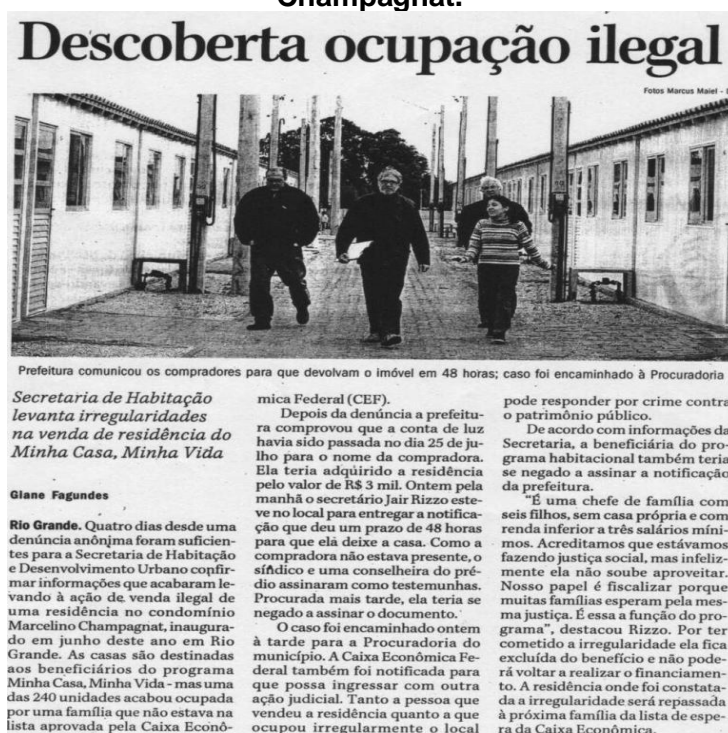 Champagnat.
Descoberta ocupação ilegal
Fotos Marcus Maiel -
Prefeitura comunicou os compradores para que devolvam o imóvel em 48 horas; caso foi encaminhado à Procuradoria
Secretaria de Habitação
levanta irregularidades
na venda de residência do
Minha Casa, Minha Vida
Giane Fagundes
Rio Grande. Quatro dias desde uma
denúncia anônima foram suficien-
tes para a Secretaria de Habitação
e Desenvolvimento Urbano confir-
mar informações que acabaram le-
vando à ação de venda ilegal de
uma residência no condomínio
Marcelino Champagnat, inaugura-
do em junho deste ano em Rio
Grande. As casas são destinadas
aos beneficiários do programa
Minha Casa, Minha Vida - mas uma
das 240 unidades acabou ocupada
por uma família que não estava na
lista aprovada pela Caixa Econô-
mica Federal (CEF).
Depois da denúncia a prefeitu-
ra comprovou que a conta de luz
havia sido passada no dia 25 de ju-
lho para o nome da compradora.
Ela teria adquirido a residência
pelo valor de R$ 3 mil. Ontem pela
manhã o secretário Jair Rizzo este-
ve no local para entregar a notifica-
ção que deu um prazo de 48 horas
para que ela deixe a casa. Como a
compradora não estava presente, o
síndico e uma conselheira do pré-
dio assinaram como testemunhas.
Procurada mais tarde, ela teria se
negado a assinar o documento.
O caso foi encaminhado ontem
à tarde para a Procuradoria do
município. A Caixa Econômica Fe-
deral também foi notificada para
que possa ingressar com outra
ação judicial. Tanto a pessoa que
vendeu a residência quanto a que
ocupou irregularmente o local
pode responder por crime contra
o patrimônio público.
De acordo com informações da
Secretaria, a beneficiária do pro-
grama habitacional também teria
se negado a assinar a notificação
da prefeitura.
"É uma chefe de família com
seis filhos, sem casa própria e com
renda inferior a três salários míni-
mos. Acreditamos que estávamos
fazendo justiça social, mas infeliz-
mente ela não soube aproveitar.
Nosso papel é fiscalizar porque
muitas famílias esperam pela mes-
ma justiça. É essa a função do pro-
grama", destacou Rizzo. Por ter
cometido a irregularidade ela fica
excluída do benefício e não pode-
rá voltar a realizar o financiamen-
to. A residência onde foi constata-
da a irregularidade será repassada
à próxima família da lista de espe-
ra da Caixa Econômica.